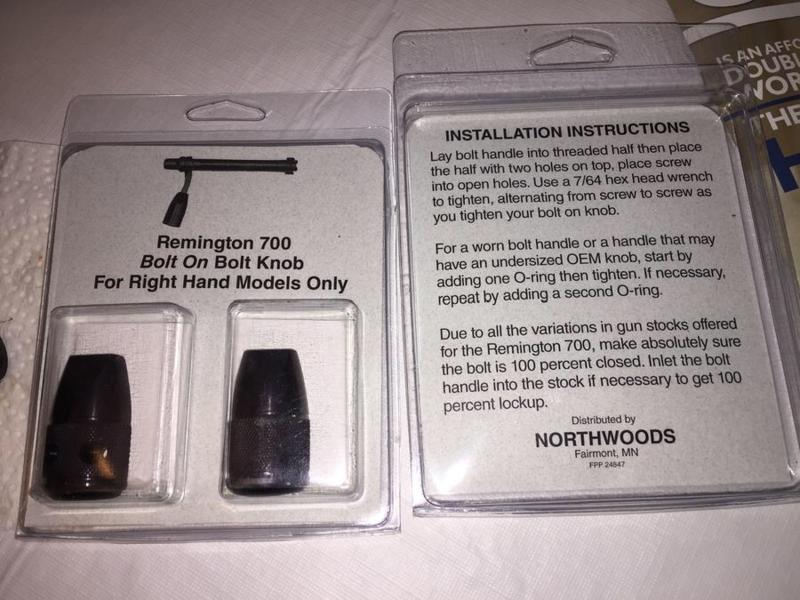 Remington 700
Bolt On Bolt Knob
For Right Hand Models Only
INSTALLATION INSTRUCTIONS
Lay bolt handle into threaded half then place
the half with two holes on top, place screw
into open holes. Use a 7/64 hex head wrench
to tighten, alternating from screw to screw as
you tighten your bolt on knob.
For a worn bolt handle or a handle that may
have an undersized OEM knob, start by
adding one O-ring then tighten. If necessary,
repeat by adding a second O-ring.
Due to all the variations in gun stocks offered
for the Remington 700, make absolutely sure
the bolt is 100 percent closed. Inlet the bolt
handle into the stock if necessary to get 100
percent lockup.
Distributed by
NORTHWOODS
Fairmont, MN
FPP 24847
IS AN
THE